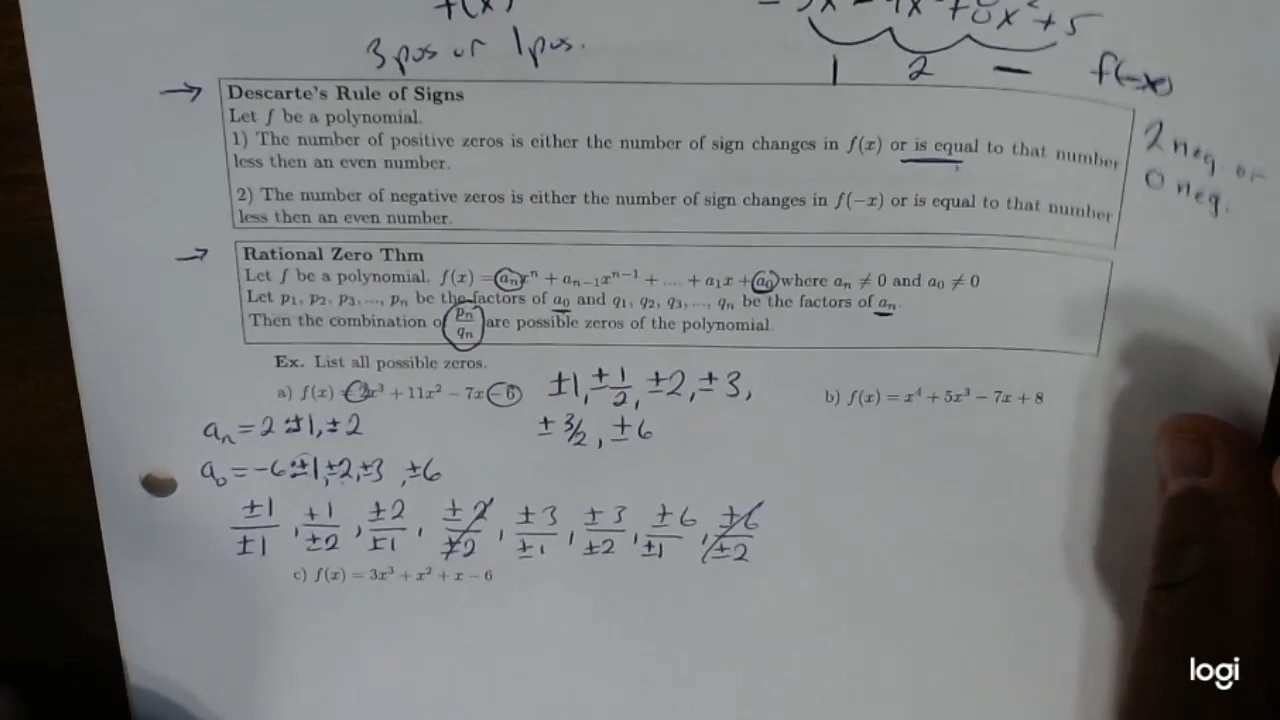 f(x)
3 pos or 1 pos.
+ 5
1 2 — f(-x)
2 neg. or
0 neg.
→ Descarte's Rule of Signs
Let f be a polynomial.
1) The number of positive zeros is either the number of sign changes in f(x) or is equal to that number
less then an even number.
2) The number of negative zeros is either the number of sign changes in f(−x) or is equal to that number
less then an even number.
→ Rational Zero Thm
Let f be a polynomial. f(x) = aₙxⁿ + aₙ₋₁xⁿ⁻¹ + .... + a₁x + a₀ where aₙ ≠ 0 and a₀ ≠ 0
Let p₁, p₂, p₃, ..., pₙ be the factors of a₀ and q₁, q₂, q₃, ..., qₙ be the factors of aₙ.
Then the combination o pₙ/qₙ are possible zeros of the polynomial
Ex. List all possible zeros.
a) f(x) = 2x³ + 11x² − 7x − 6
±1, ±1/2, ±2, ±3,
±3/2, ±6
b) f(x) = x⁴ + 5x³ − 7x + 8
aₙ = 2 ±1, ±2
a₀ = −6 ±1, ±2, ±3, ±6
±1/±1, ±1/±2, ±2/±1, ±2/±2, ±3/±1, ±3/±2, ±6/±1, ±6/±2
c) f(x) = 3x³ + x² + x − 6
logi